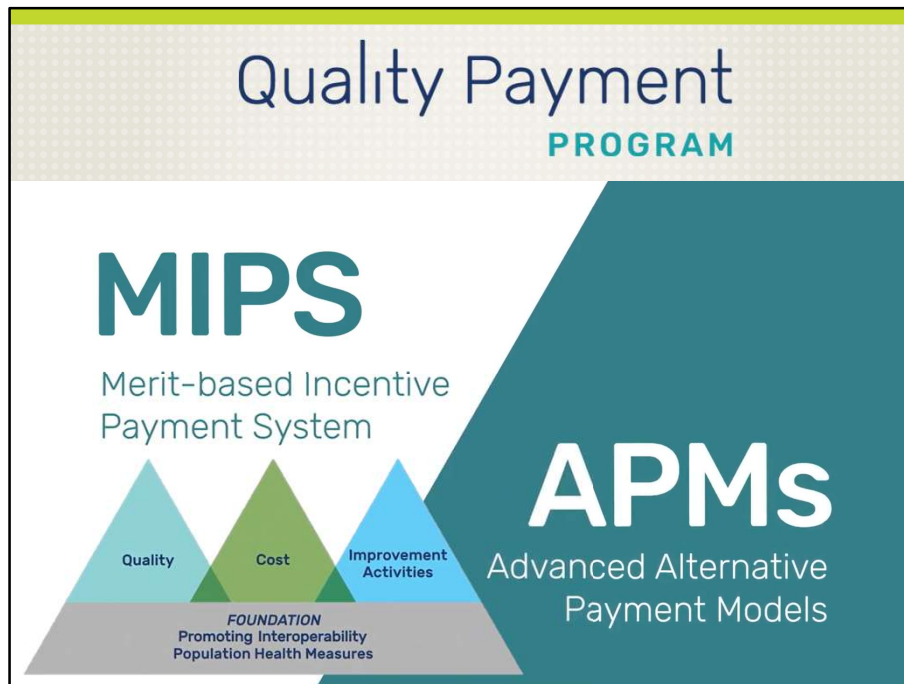 Quality Payment
PROGRAM
MIPS
Merit-based Incentive
Payment System
Quality
Cost
Improvement
Activities
FOUNDATION
Promoting Interoperability
Population Health Measures
APMs
Advanced Alternative
Payment Models